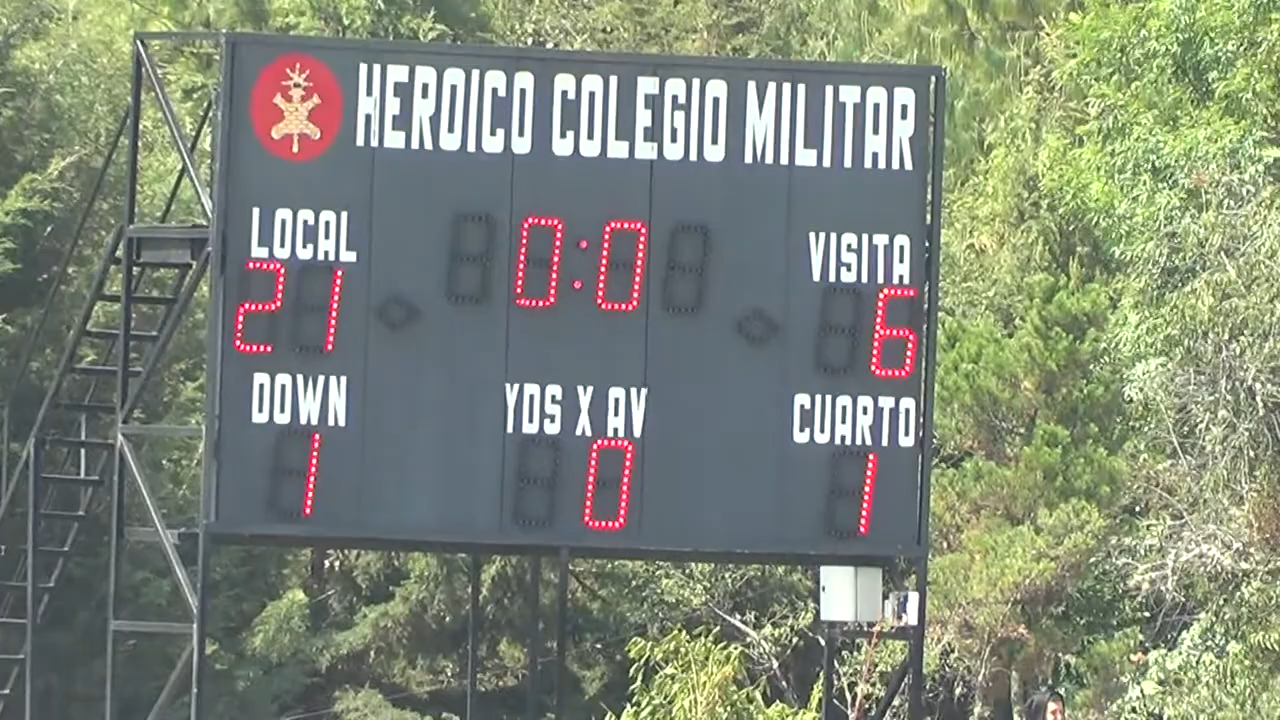 HEROICO COLEGIO MILITAR
LOCAL 0:0 VISITA
21 6
DOWN YDS X AV CUARTO
1 0 1